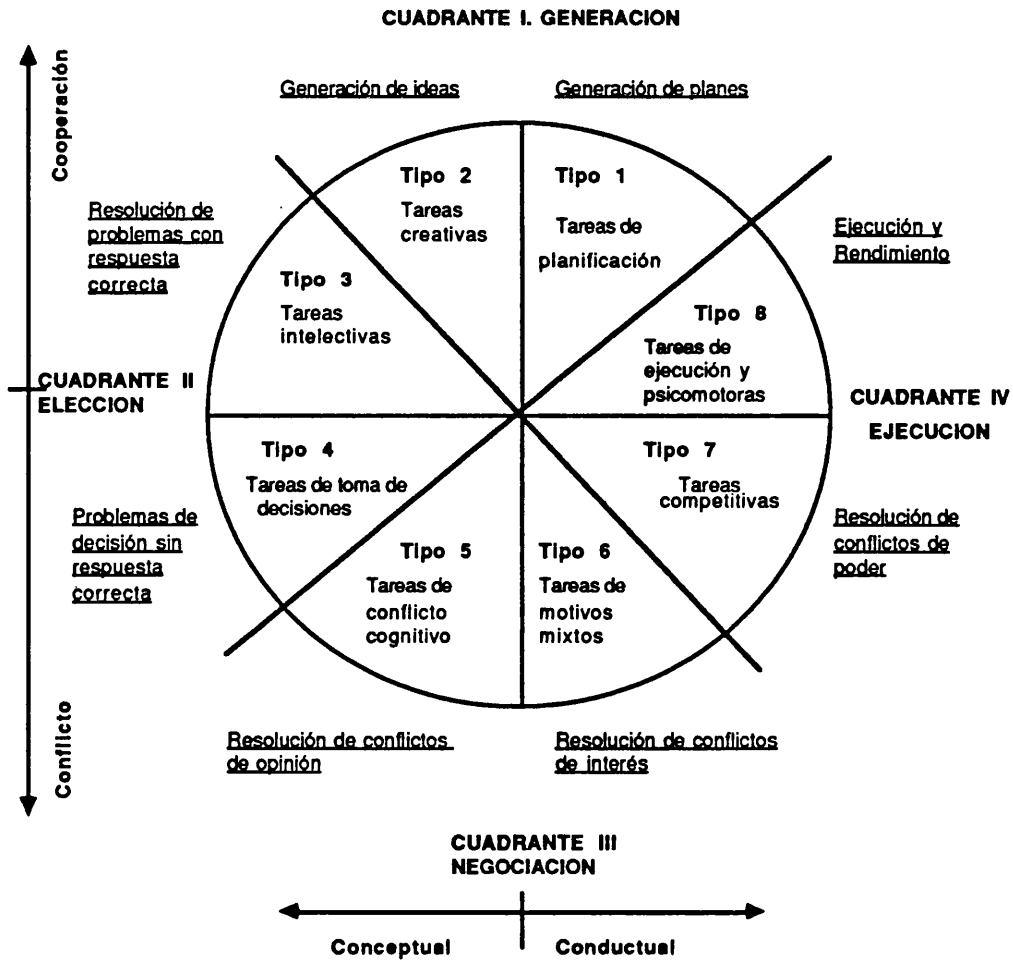 CUADRANTE I. GENERACION
Cooperación
Generación de ideas
Generación de planes
Tipo 2
Tareas
creativas
Tipo 1
Tareas de
planificación
Resolución de
problemas con
respuesta
correcta
Ejecución y
Rendimiento
Tipo 3
Tareas
intelectivas
Tipo 8
Tareas de
ejecución y
psicomotoras
CUADRANTE II
ELECCION
CUADRANTE IV
EJECUCION
Tipo 4
Tareas de toma de
decisiones
Tipo 7
Tareas
competitivas
Problemas de
decisión sin
respuesta
correcta
Resolución de
conflictos de
poder
Tipo 5
Tareas de
conflicto
cognitivo
Tipo 6
Tareas de
motivos
mixtos
Conflicto
Resolución de conflictos
de opinión
Resolución de conflictos
de interés
CUADRANTE III
NEGOCIACION
Conceptual
Conductual